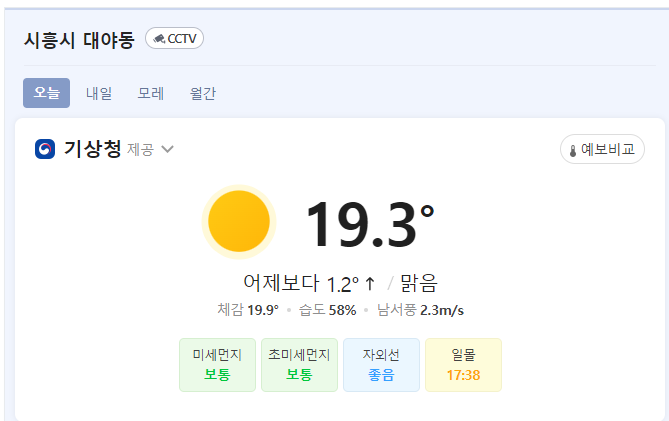 시흥시 대야동 CCTV
오늘 내일 모레 월간
기상청 제공 예보비교
19.3°
어제보다 1.2° ↑ / 맑음
체감 19.9° • 습도 58% • 남서풍 2.3m/s
미세먼지 초미세먼지 자외선 일몰
보통 보통 좋음 17:38